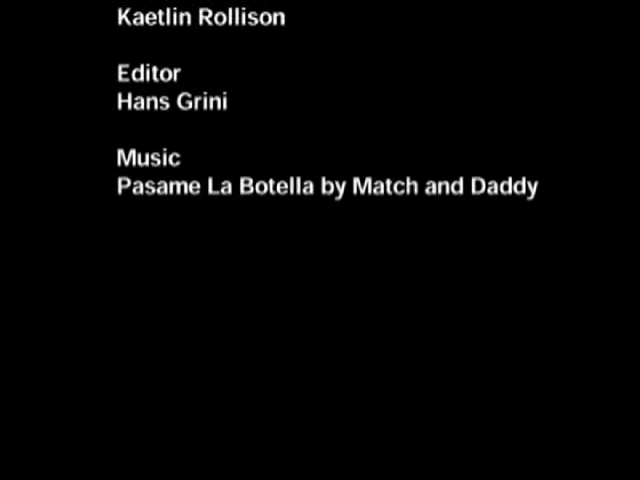 Kaetlin Rollison
Editor
Hans Grini
Music
Pasame La Botella by Match and Daddy